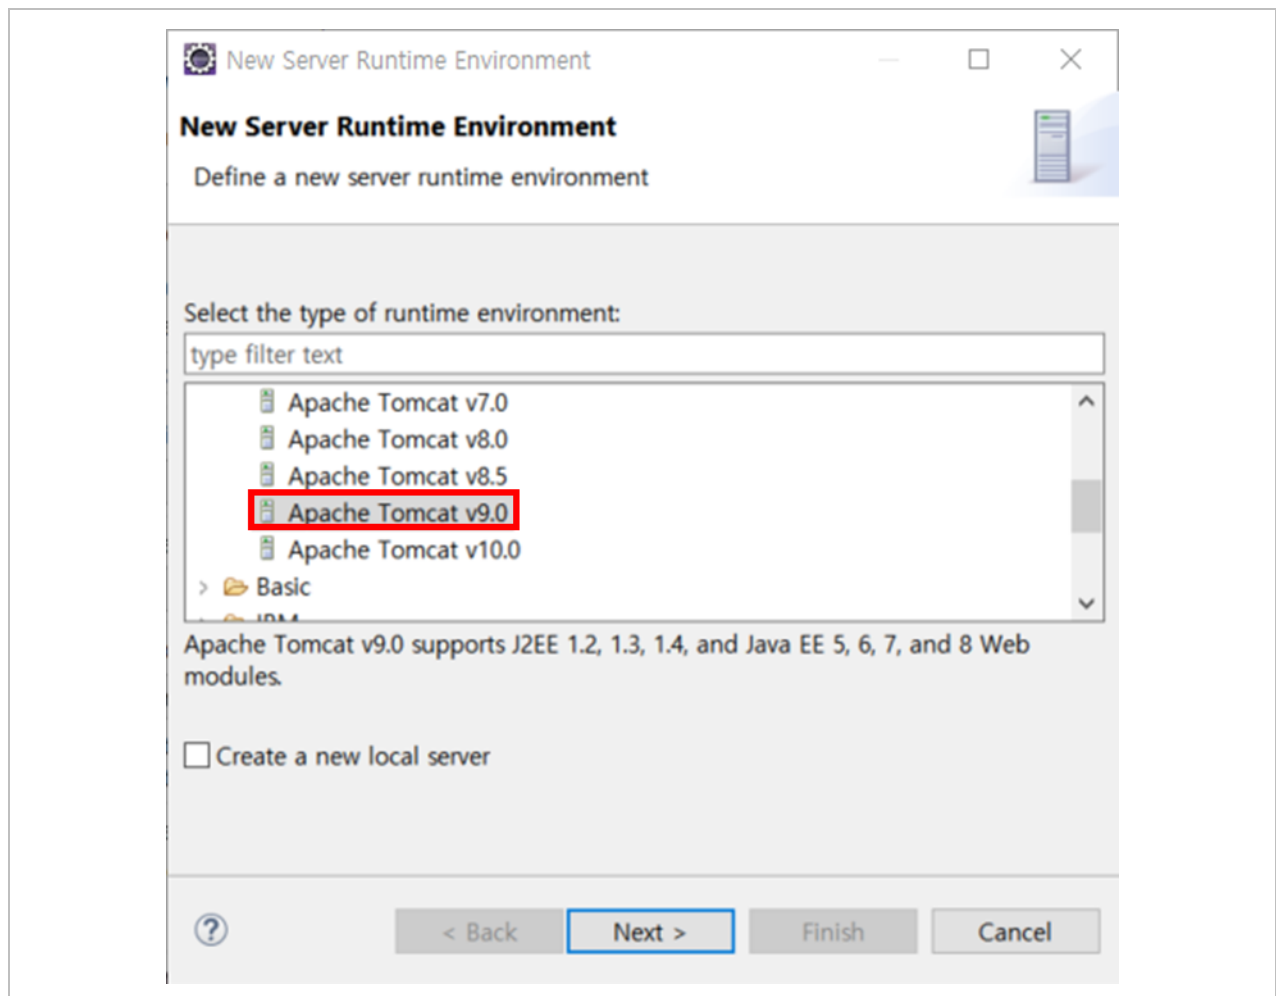 New Server Runtime Environment
New Server Runtime Environment
Define a new server runtime environment
Select the type of runtime environment:
type filter text
Apache Tomcat v7.0
Apache Tomcat v8.0
Apache Tomcat v8.5
Apache Tomcat v9.0
Apache Tomcat v10.0
Basic
IBM
Apache Tomcat v9.0 supports J2EE 1.2, 1.3, 1.4, and Java EE 5, 6, 7, and 8 Web
modules.
Create a new local server
? < Back Next > Finish Cancel